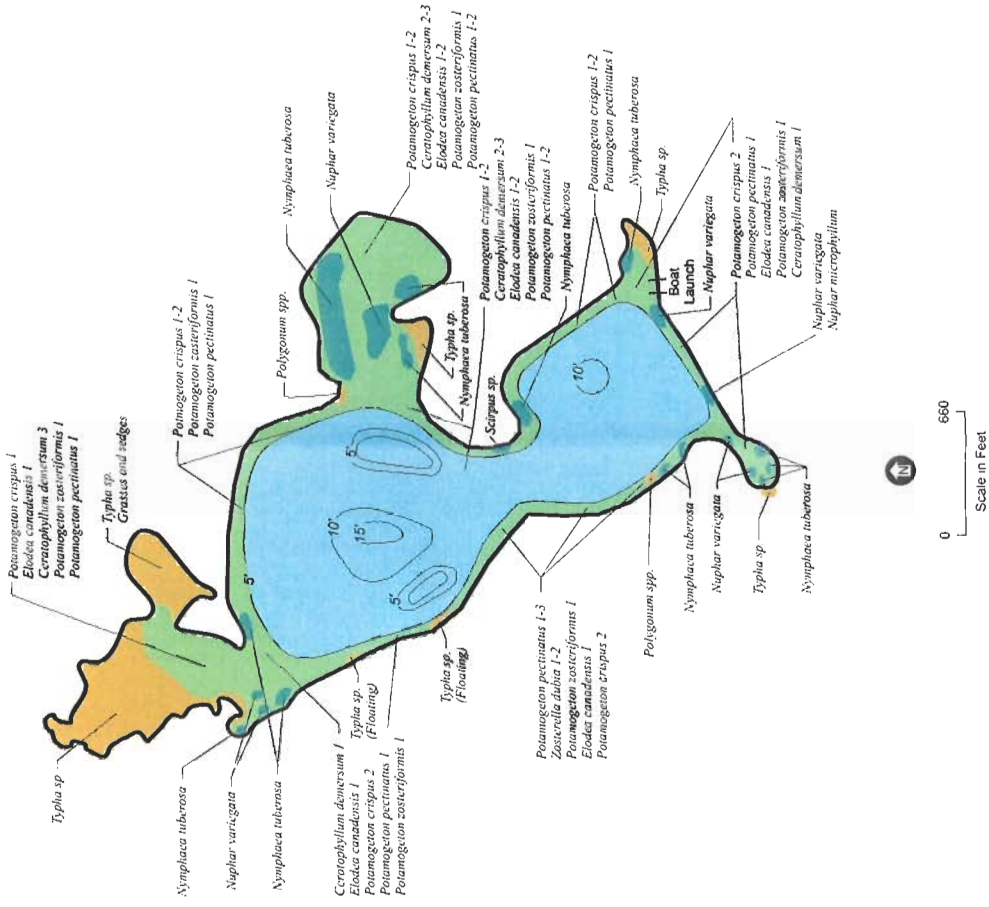 Potamogeton crispus 1
Elodea canadensis 1
Ceratophyllum demersum 3
Potamogeton zosteriformis 1
Potamogeton pectinatus 1
Typha sp.
Grasses and sedges
Potmogeton crispus 1-2
Potamogeton zosteriformis 1
Potamogeton pectinatus 1
Polygonum spp.
Nymphaea tuberosa
Nuphar variegata
Potamogeton crispus 1-2
Ceratophyllum demersum 2-3
Elodea canadensis 1-2
Potamogetan zosteriformis 1
Potamogeton pectinatus 1-2
Typha sp.
Nymphaea tuberosa
Potamogeton crispus 1-2
Ceratophyllum demersum 2-3
Elodea canadensis 1-2
Potamogeton zosteriformis 1
Potamogeton pectinatus 1-2
Scirpus sp.
Nymphaea tuberosa
Potamogeton crispus 1-2
Potamogeton pectinatus 1
Nymphaea tuberosa
Typha sp.
Boat
Launch
Nuphar variegata
Potamogeton crispus 2
Potamogeton pectinatus 1
Elodea canadensis 1
Potamogeton zosteriformis 1
Ceratophyllum demersum 1
Nuphar variegata
Nuphar microphyllum
5'
5'
10'
15'
5'
10'
Typha sp
Nymphaea tuberosa
Nuphar variegata
Nymphaea tuberosa
Cerotophyllum demersum 1
Elodea canadensis 1
Potamogeton crispus 2
Potamogeton pectinatus 1
Potamogeton zosteriformis 1
Typha sp.
(Floating)
Typha sp.
(Floating)
Potamogeton pectinatus 1-3
Zosterella dubia 1-2
Potamogeton zosteriformis 1
Elodea canadensis 1
Potamogeton crispus 2
Polygonum spp.
Nymphaea tuberosa
Nuphar variegata
Typha sp
Nymphaea tuberosa
N
0 660
Scale in Feet